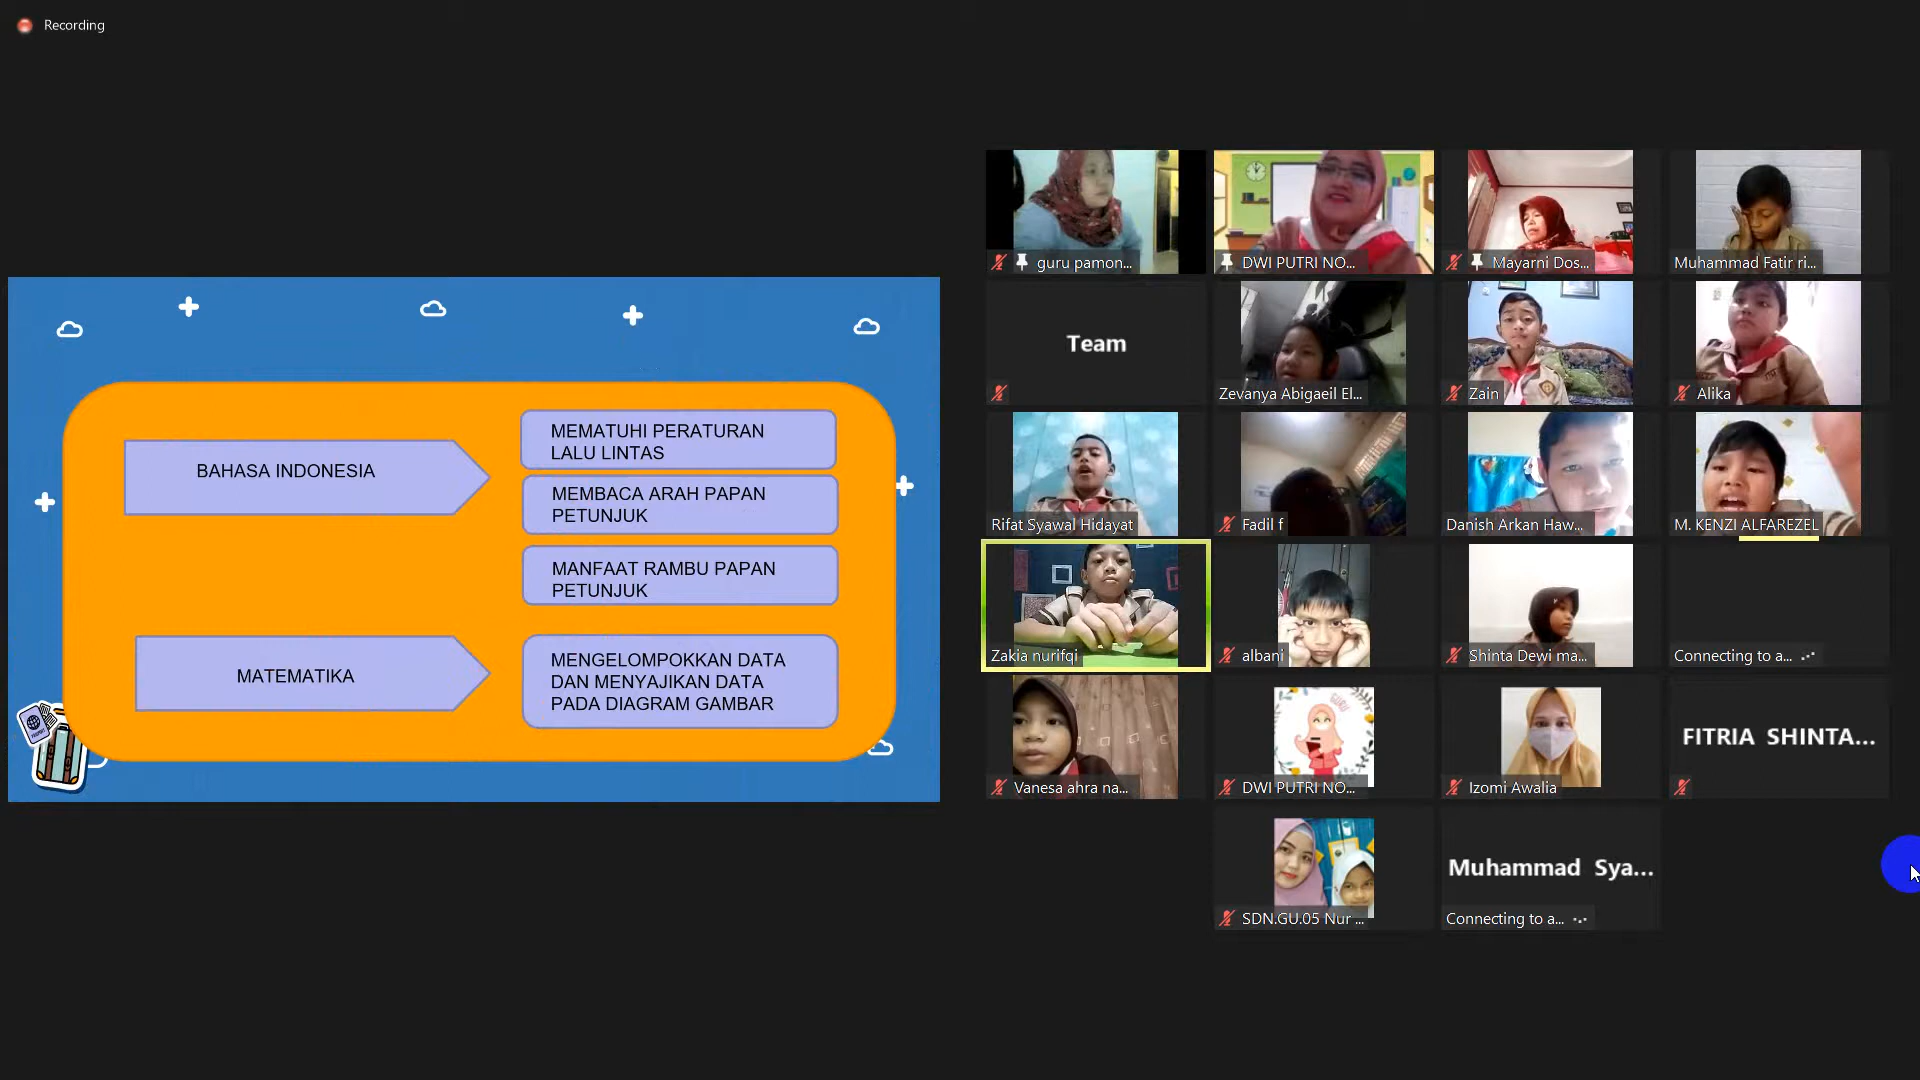 Recording
BAHASA INDONESIA
MEMATUHI PERATURAN
LALU LINTAS
MEMBACA ARAH PAPAN
PETUNJUK
MANFAAT RAMBU PAPAN
PETUNJUK
MATEMATIKA
MENGELOMPOKKAN DATA
DAN MENYAJIKAN DATA
PADA DIAGRAM GAMBAR
guru pamon...
DWI PUTRI NO...
Mayarni Dos...
Muhammad Fatir ri...
Team
Zevanya Abigaeil El...
Zain
Alika
Rifat Syawal Hidayat
Fadil f
Danish Arkan Haw...
M. KENZI ALFAREZEL
Zakia nurifqi
albani
Shinta Dewi ma...
Connecting to a...
Vanesa ahra na...
GURU
DWI PUTRI NO...
Izomi Awalia
FITRIA SHINTA...
SDN.GU.05 Nur ...
Muhammad Sya...
Connecting to a...